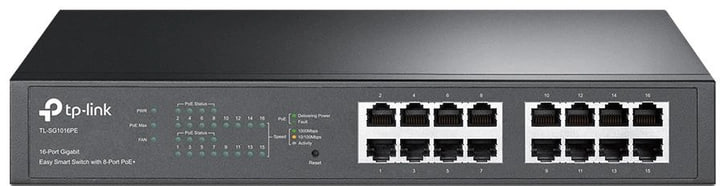 tp-link
TL-SG1016PE
16-Port Gigabit
Easy Smart Switch with 8-Port PoE+
PWR
PoE Max
FAN
PoE Status
2 4 6 8 10 12 14 16
PoE Status
1 3 5 7 9 11 13 15
PoE
Delivering Power
Fault
Speed
1000Mbps
10/100Mbps
Activity
Reset
2 4 6 8
1 3 5 7
10 12 14 16
9 11 13 15